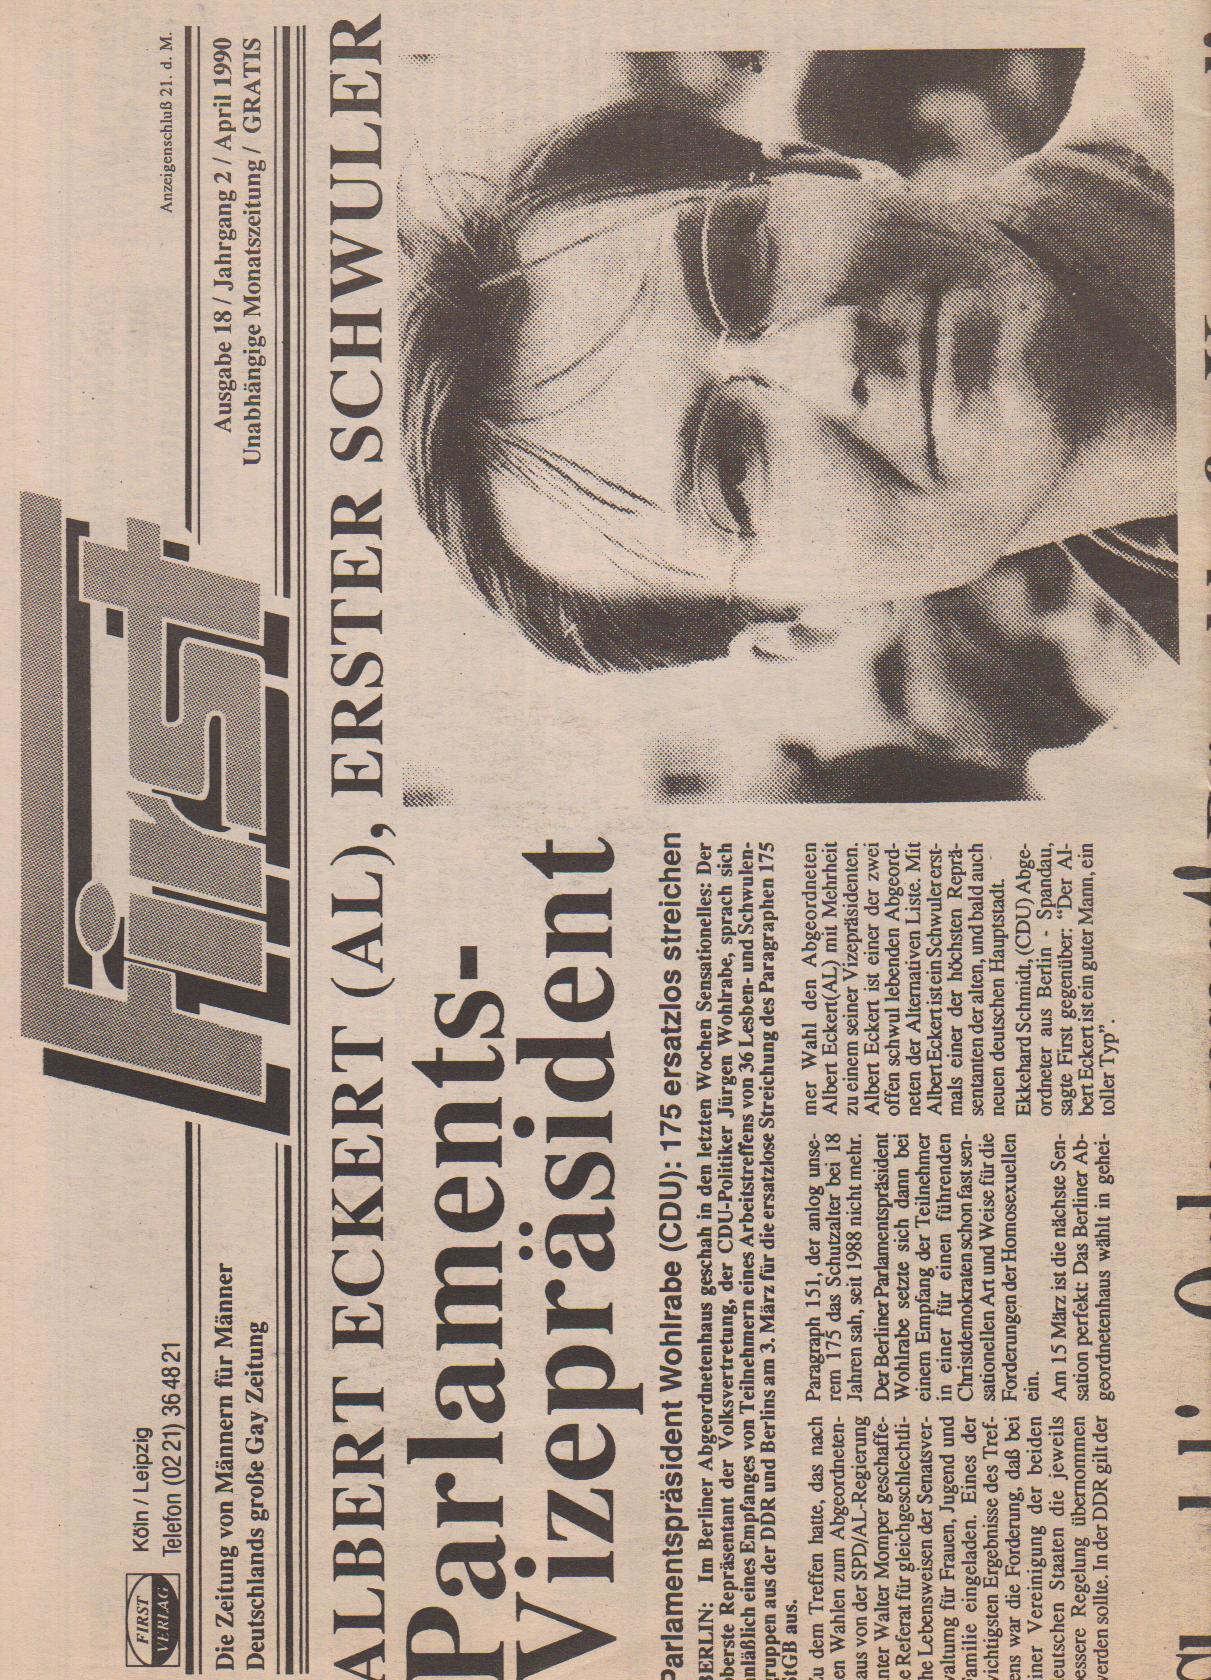 FIRST
VERLAG
Köln / Leipzig
Telefon (02 21) 36 48 21
First
Anzeigenschluß 21. d. M.
Die Zeitung von Männern für Männer
Deutschlands große Gay Zeitung
Ausgabe 18 / Jahrgang 2 / April 1990
Unabhängige Monatszeitung / GRATIS
ALBERT ECKERT (AL), ERSTER SCHWULER
Parlaments-
Vizepräsident
Parlamentspräsident Wohlrabe (CDU): 175 ersatzlos streichen
BERLIN: Im Berliner Abgeordnetenhaus geschah in den letzten Wochen Sensationelles: Der
oberste Repräsentant der Volksvertretung, der CDU-Politiker Jürgen Wohlrabe, sprach sich
anläßlich eines Empfanges von Teilnehmern eines Arbeitstreffens von 36 Lesben- und Schwulen-
gruppen aus der DDR und Berlins am 3. März für die ersatzlose Streichung des Paragraphen 175
StGB aus.
Zu dem Treffen hatte, das nach
en Wahlen zum Abgeordneten-
aus von der SPD/AL-Regierung
nter Walter Momper geschaffe-
e Referat für gleichgeschlechtli-
he Lebensweisen der Senatsver-
valtung für Frauen, Jugend und
Familie eingeladen. Eines der
vichtigsten Ergebnisse des Tref-
ens war die Forderung, daß bei
iner Vereinigung der beiden
eutschen Staaten die jeweils
essere Regelung übernommen
erden sollte. In der DDR gilt der
Paragraph 151, der anlog unse-
rem 175 das Schutzalter bei 18
Jahren sah, seit 1988 nicht mehr.
Der Berliner Parlamentspräsident
Wohlrabe setzte sich dann bei
einem Empfang der Teilnehmer
in einer für einen führenden
Christdemokraten schon fast sen-
sationellen Art und Weise für die
Forderungen der Homosexuellen
ein.
Am 15 März ist die nächste Sen-
sation perfekt: Das Berliner Ab-
geordnetenhaus wählt in gehei-
mer Wahl den Abgeordneten
Albert Eckert(AL) mit Mehrheit
zu einem seiner Vizepräsidenten.
Albert Eckert ist einer der zwei
offen schwul lebenden Abgeord-
neten der Alternativen Liste. Mit
Albert Eckert ist ein Schwuler erst-
mals einer der höchsten Reprä-
sentanten der alten, und bald auch
neuen deutschen Hauptstadt.
Ekkehard Schmidt, (CDU) Abge-
ordneter aus Berlin - Spandau,
sagte First gegenüber: "Der Al-
bert Eckert ist ein guter Mann, ein
toller Typ".